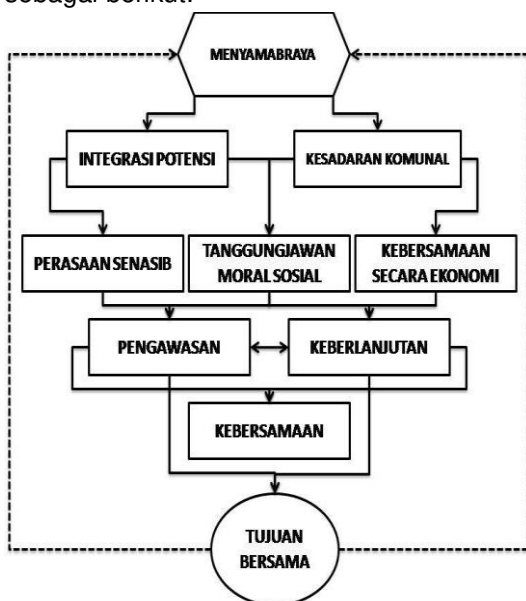 sebagai berikut:
MENYAMABRAYA
INTEGRASI POTENSI
KESADARAN KOMUNAL
PERASAAN SENASIB
TANGGUNGJAWAN
MORAL SOSIAL
KEBERSAMAAN
SECARA EKONOMI
PENGAWASAN
KEBERLANJUTAN
KEBERSAMAAN
TUJUAN
BERSAMA